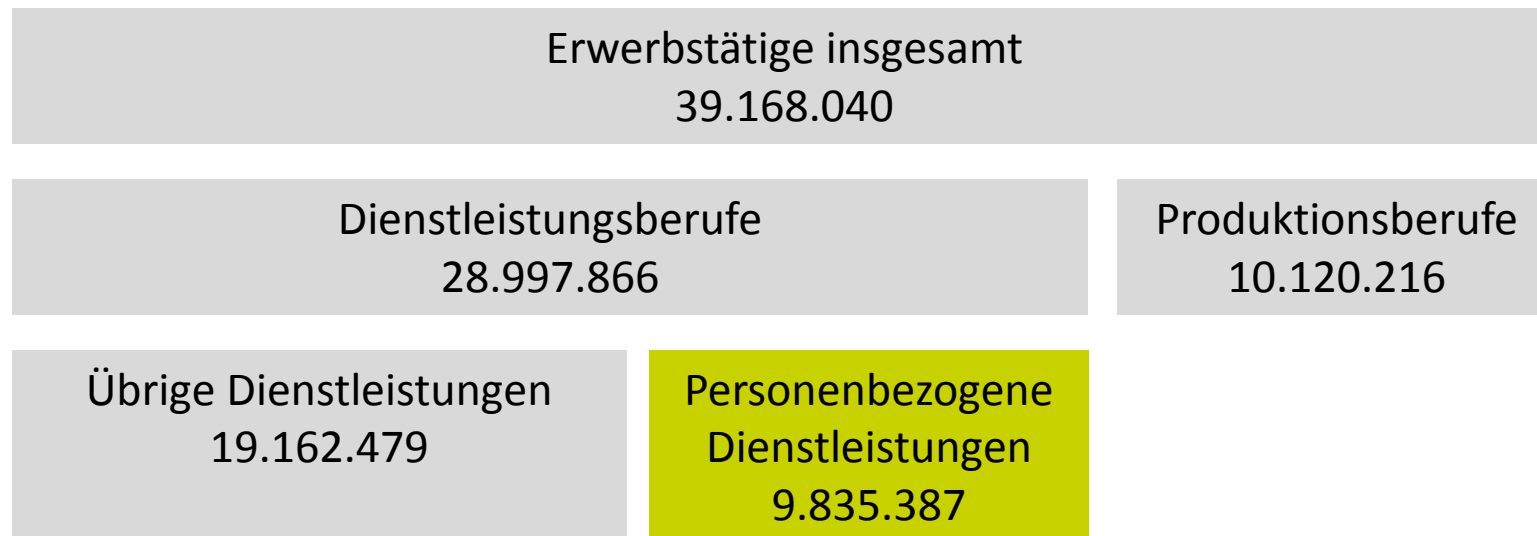 Erwerbstätige insgesamt
39.168.040
Dienstleistungsberufe
28.997.866
Produktionsberufe
10.120.216
Übrige Dienstleistungen
19.162.479
Personenbezogene
Dienstleistungen
9.835.387